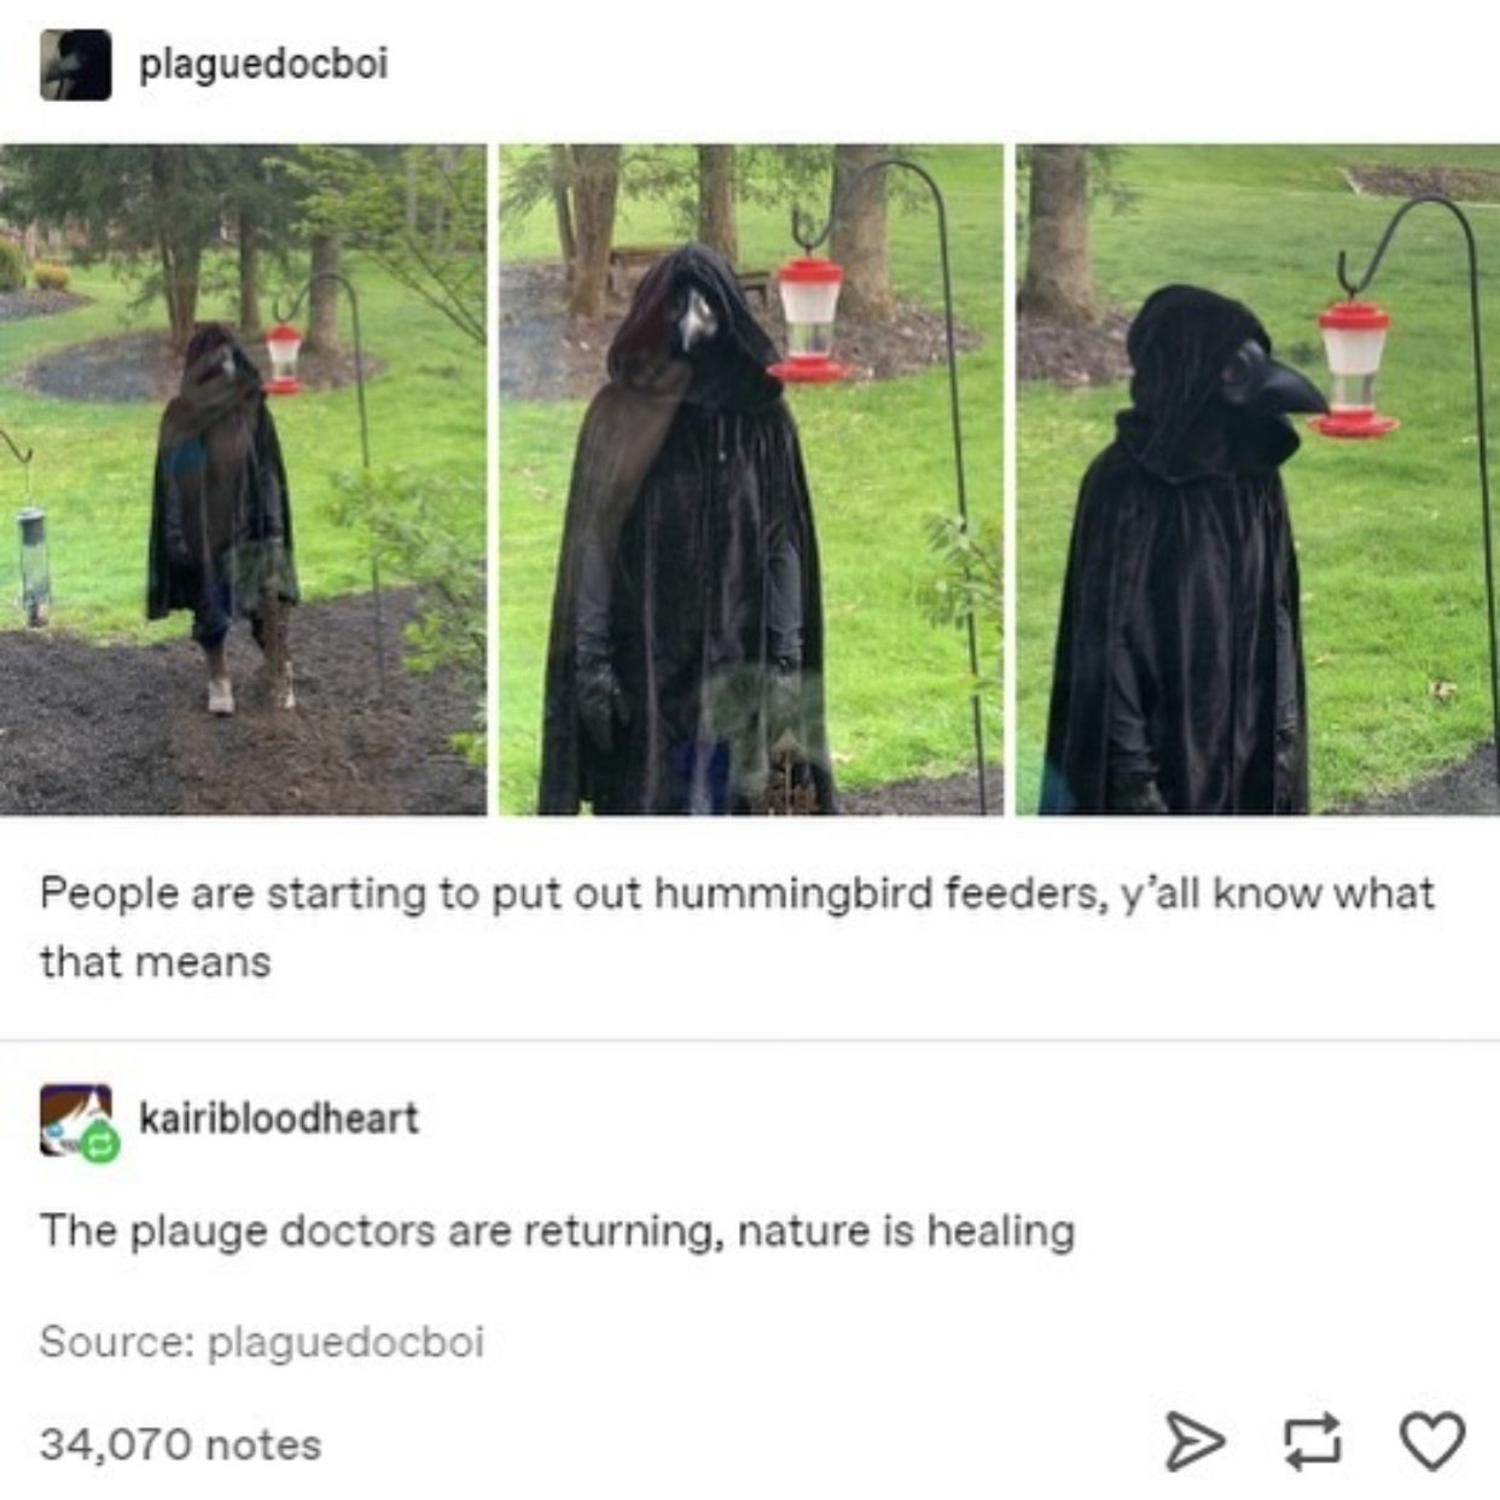 plaguedocboi
People are starting to put out hummingbird feeders, y’all know what
that means
kairibloodheart
The plauge doctors are returning, nature is healing
Source: plaguedocboi
34,070 notes